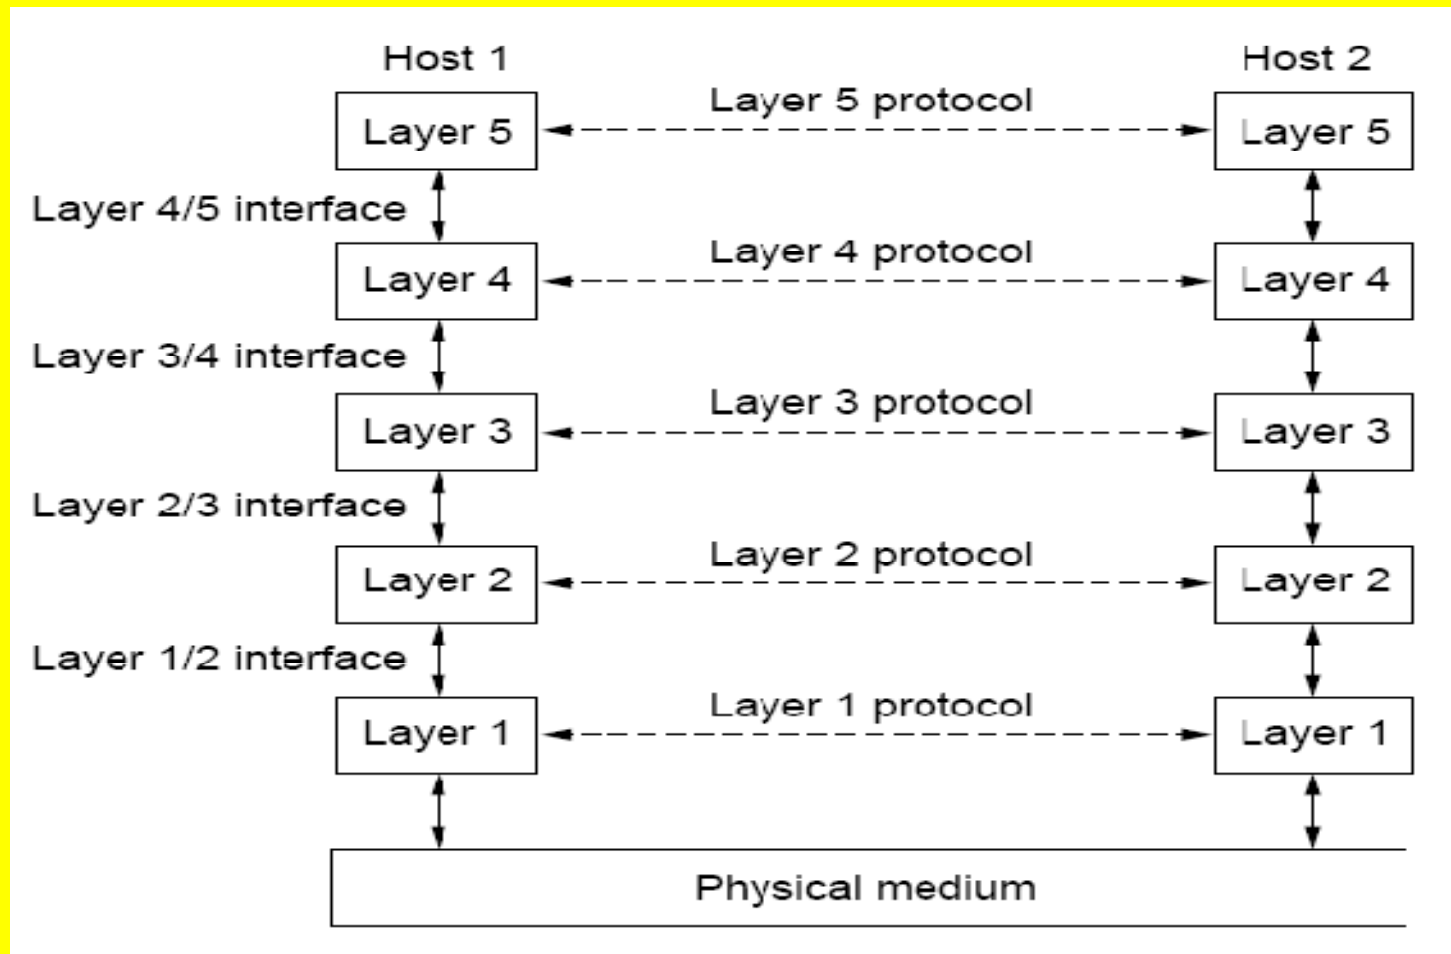 Host 1
Host 2
Layer 5 protocol
Layer 5
Layer 5
Layer 4/5 interface
Layer 4 protocol
Layer 4
Layer 4
Layer 3/4 interface
Layer 3 protocol
Layer 3
Layer 3
Layer 2/3 interface
Layer 2 protocol
Layer 2
Layer 2
Layer 1/2 interface
Layer 1 protocol
Layer 1
Layer 1
Physical medium